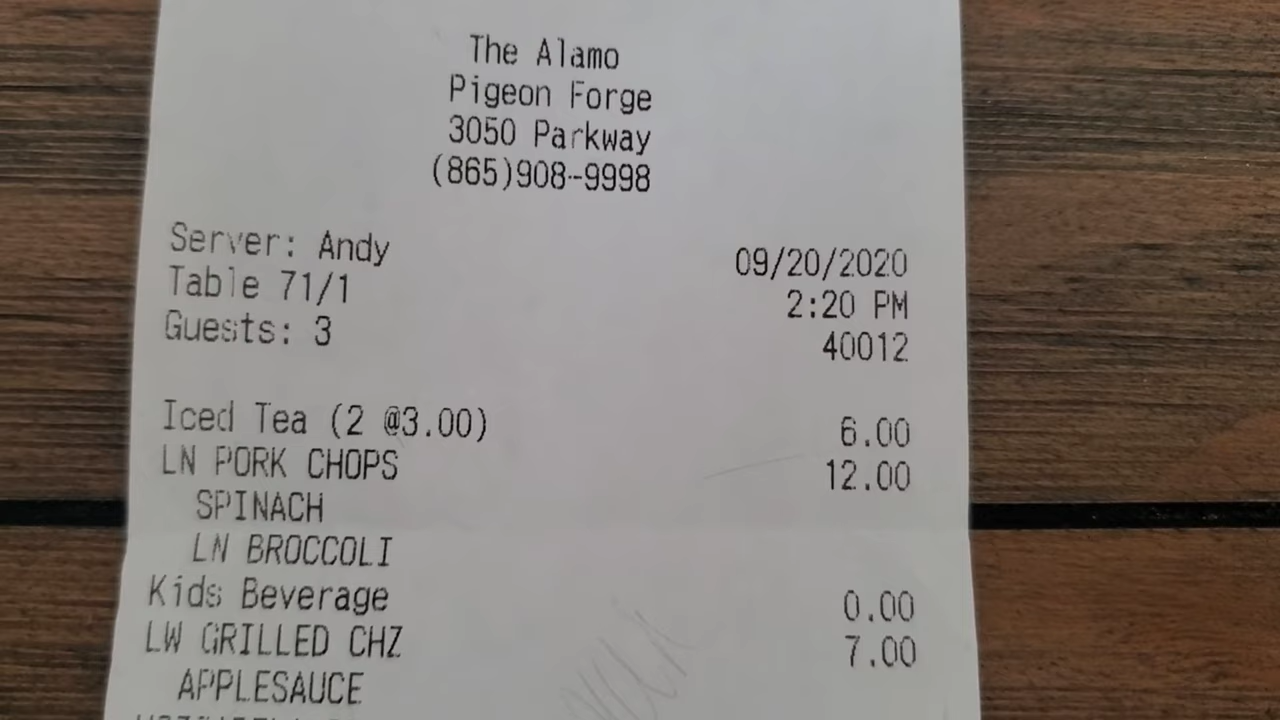 The Alamo
Pigeon Forge
3050 Parkway
(865)908-9998
Server: Andy
09/20/2020
Table 71/1
2:20 PM
Guests: 3
40012
Iced Tea (2 @3.00) 6.00
LN PORK CHOPS 12.00
SPINACH
LN BROCCOLI
Kids Beverage 0.00
LW GRILLED CHZ 7.00
APPLESAUCE